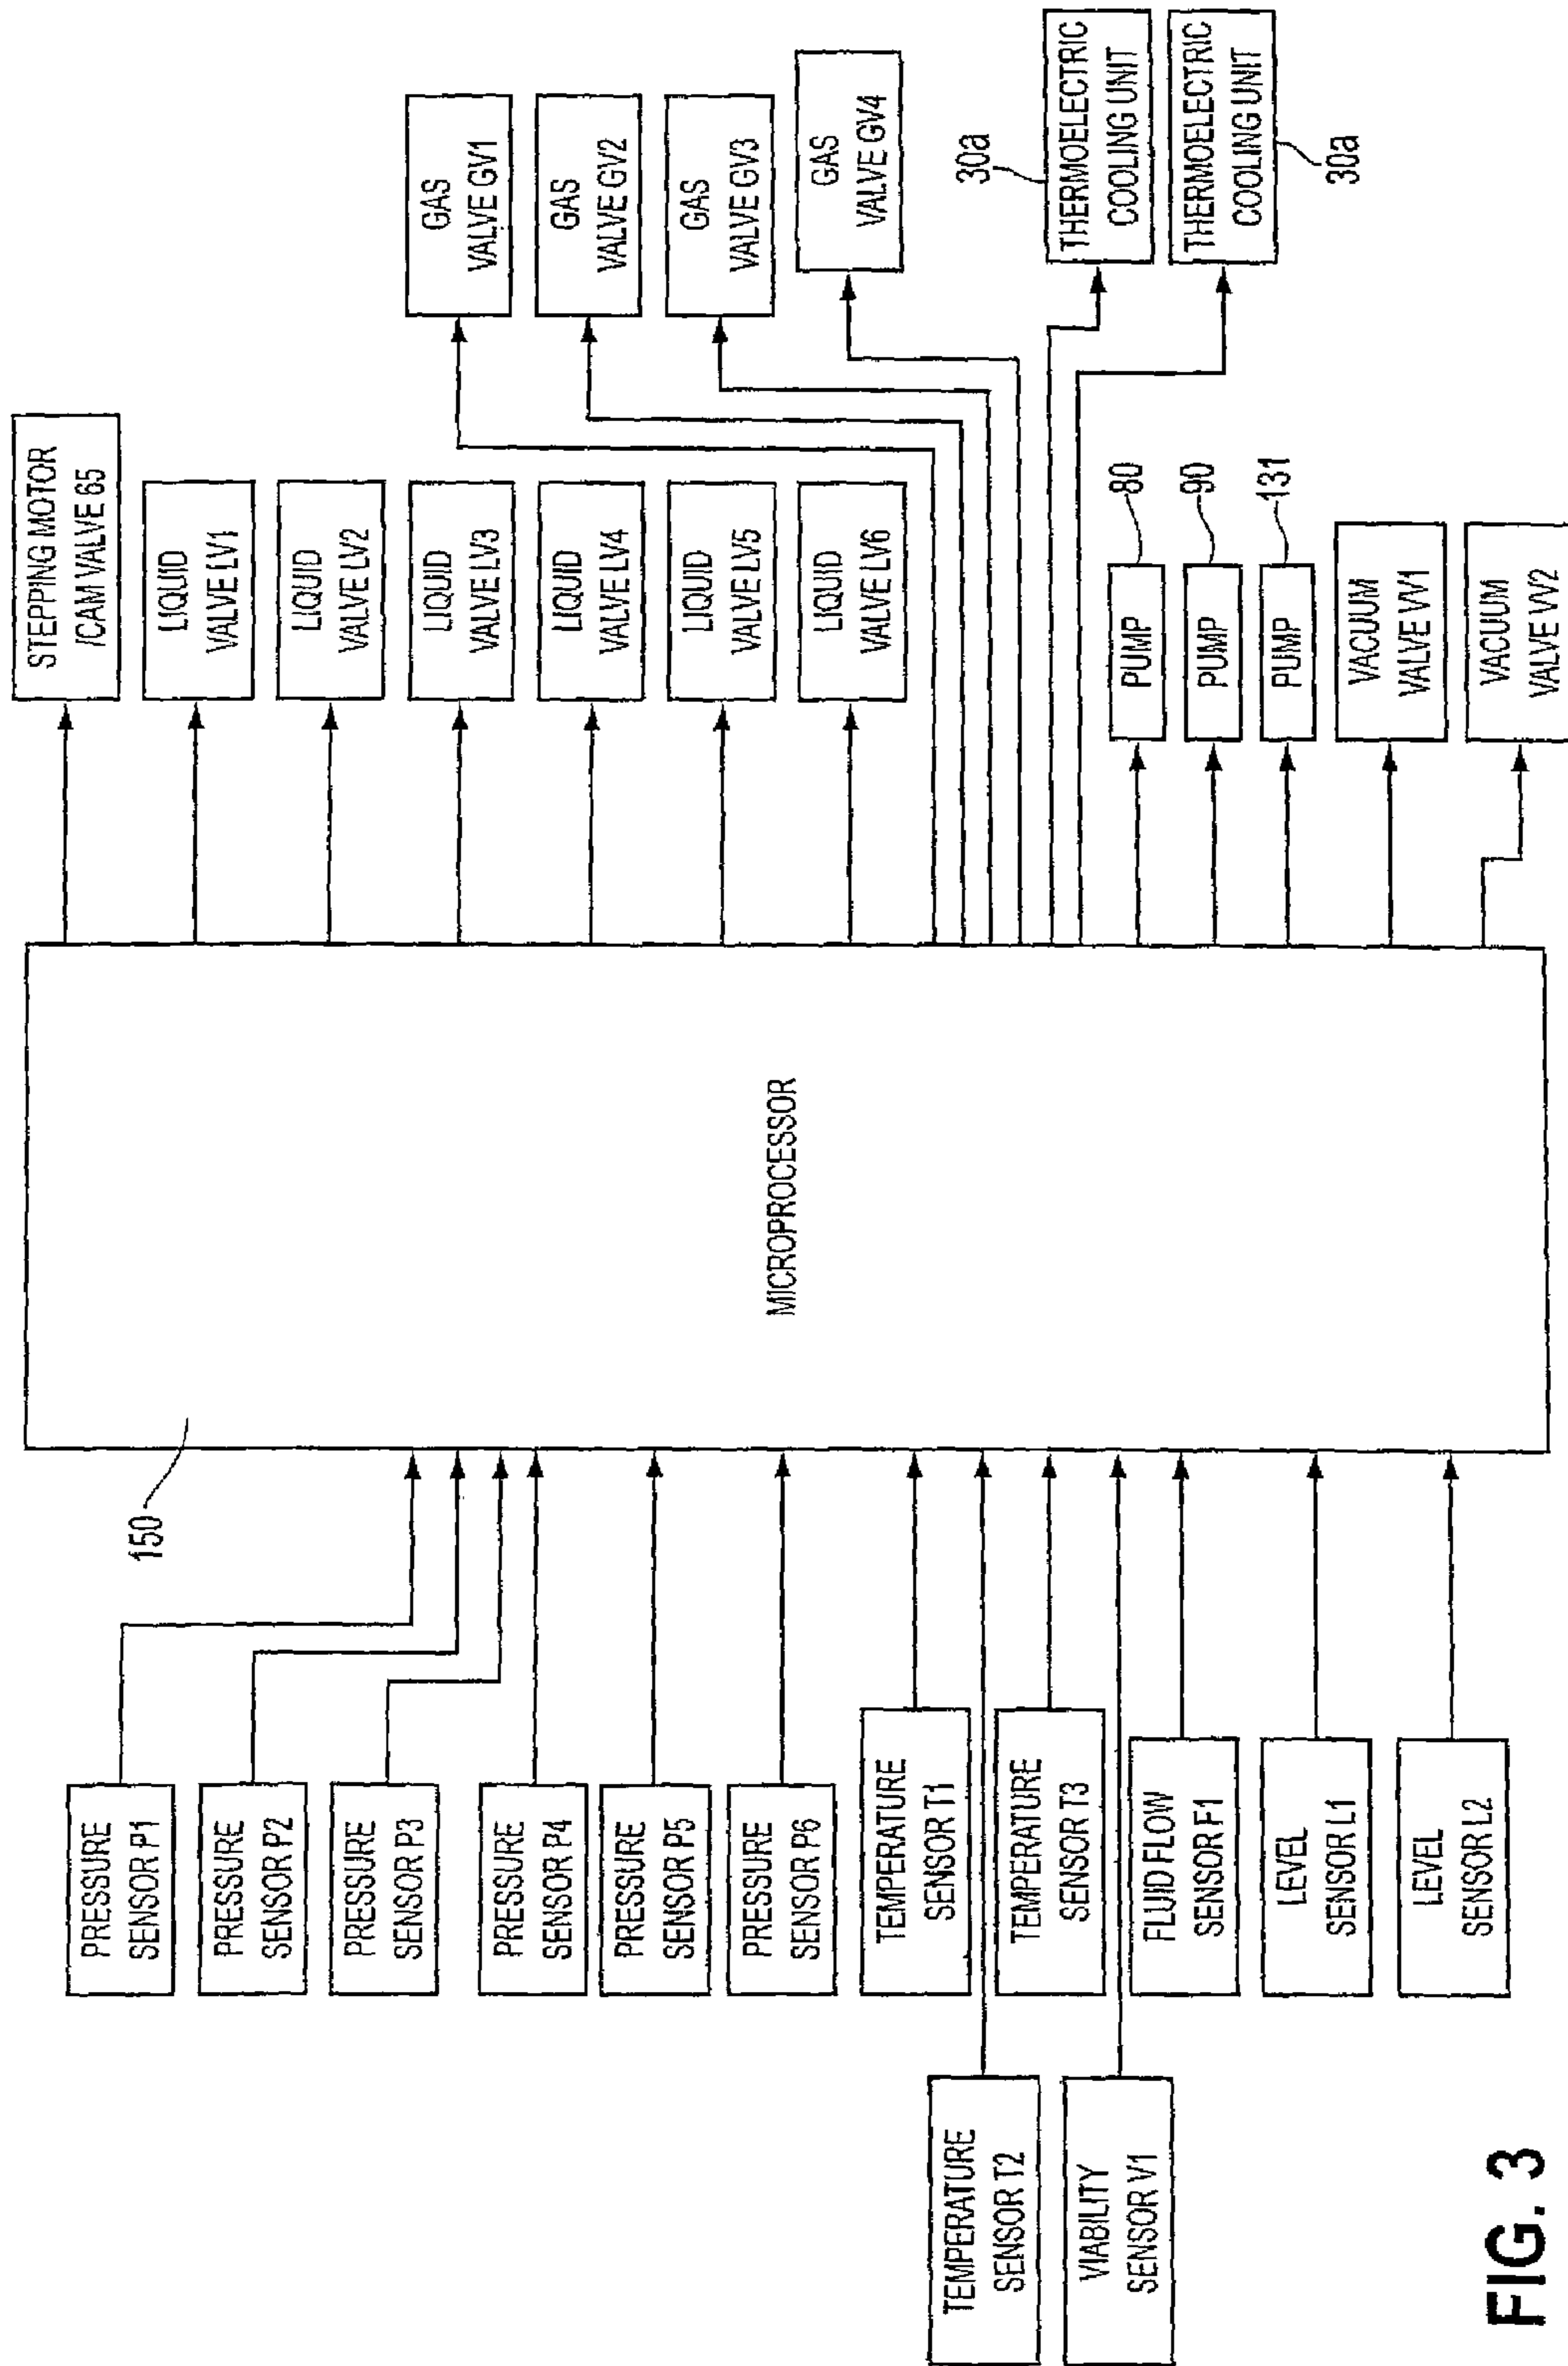 PRESSURE
SENSOR P1
PRESSURE
SENSOR P2
PRESSURE
SENSOR P3
PRESSURE
SENSOR P4
PRESSURE
SENSOR P5
PRESSURE
SENSOR P6
TEMPERATURE
SENSOR T1
TEMPERATURE
SENSOR T2
TEMPERATURE
SENSOR T3
VIABILITY
SENSOR V1
FLUID FLOW
SENSOR F1
LEVEL
SENSOR L1
LEVEL
SENSOR L2
150
MICROPROCESSOR
STEPPING MOTOR
/CAM VALVE 65
LIQUID
VALVE LV1
LIQUID
VALVE LV2
LIQUID
VALVE LV3
LIQUID
VALVE LV4
LIQUID
VALVE LV5
LIQUID
VALVE LV6
GAS
VALVE GV1
GAS
VALVE GV2
GAS
VALVE GV3
GAS
VALVE GV4
30a
THERMOELECTRIC
COOLING UNIT
THERMOELECTRIC
COOLING UNIT
30a
PUMP
80
PUMP
90
PUMP
131
VACUUM
VALVE VV1
VACUUM
VALVE VV2
FIG. 3